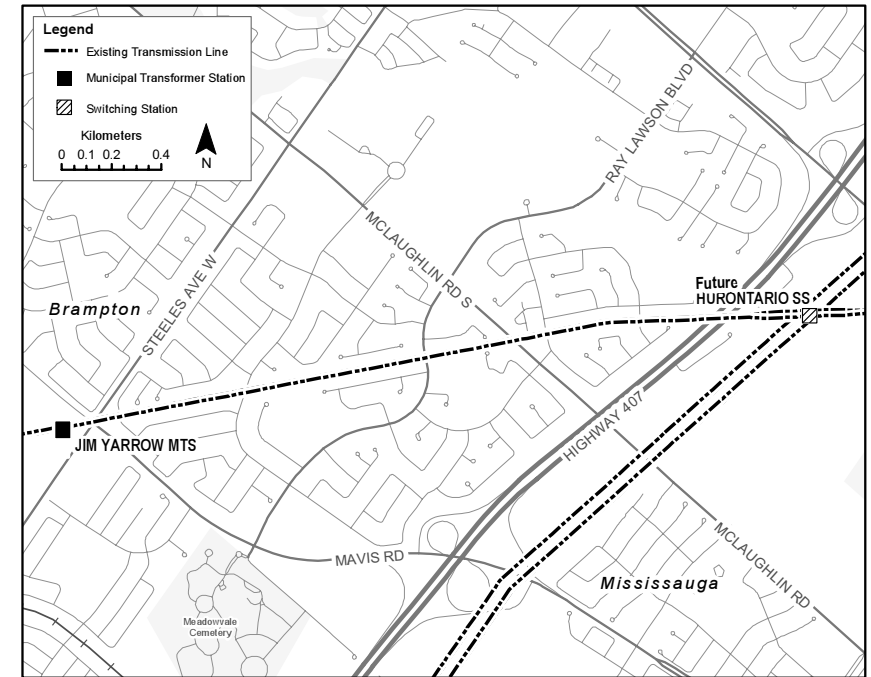 Legend
Existing Transmission Line
Municipal Transformer Station
Switching Station
Kilometers
0 0.1 0.2 0.4
N
RAY LAWSON BLVD
MCLAUGHLIN RD S
Future
HURONTARIO SS
Brampton
STEELES AVE W
HIGHWAY 407
JIM YARROW MTS
MAVIS RD
MCLAUGHLIN RD
Mississauga
Meadowvale
Cemetery